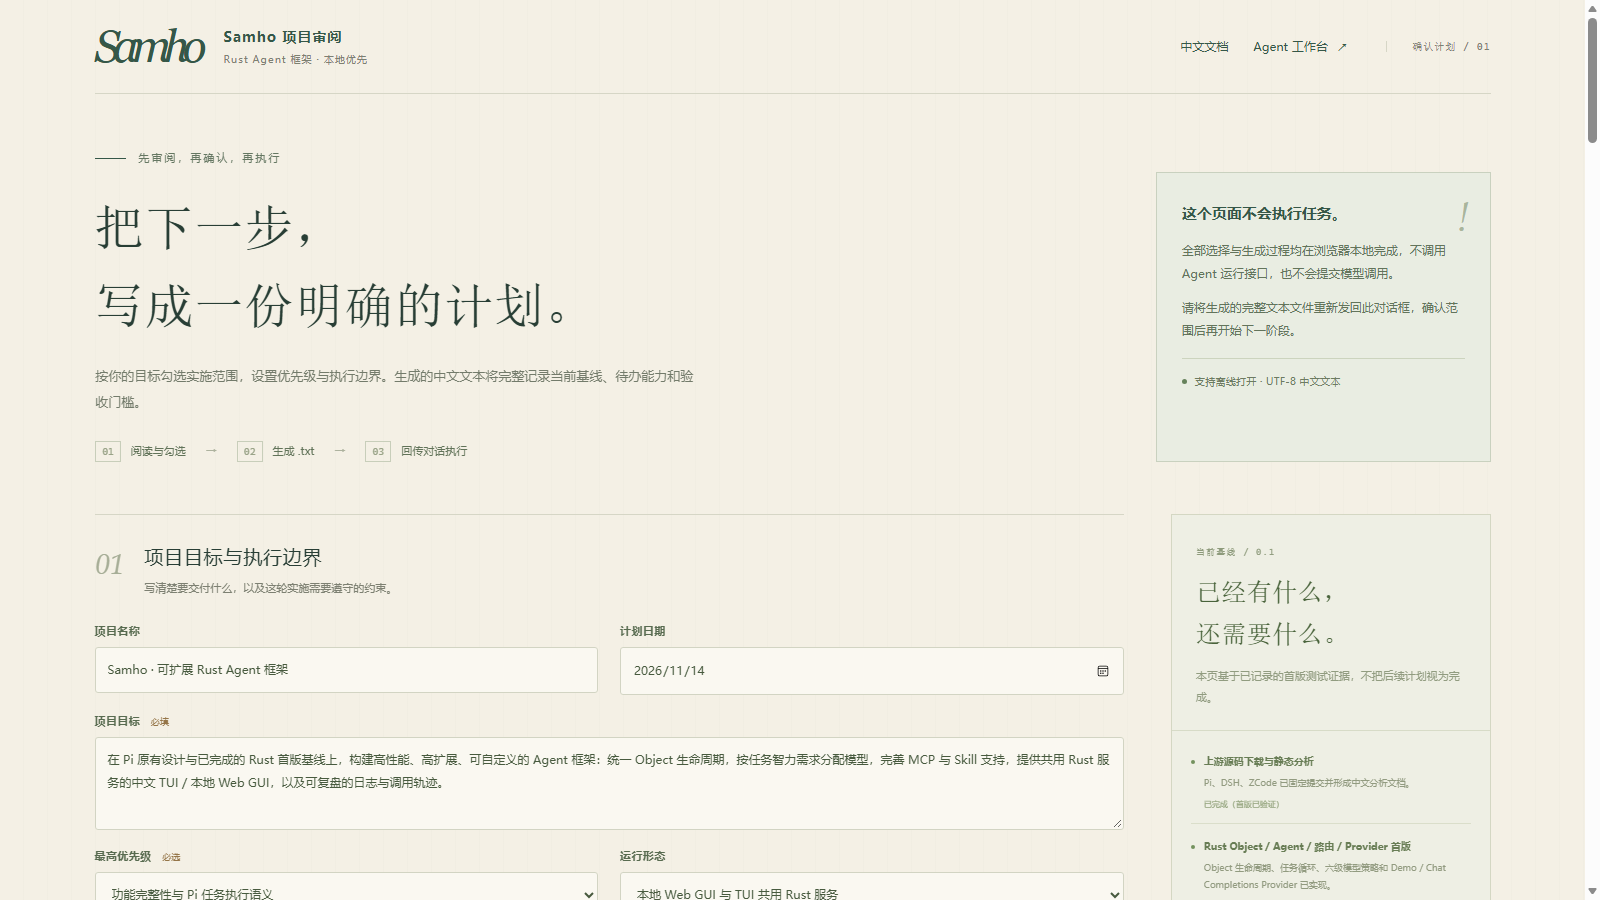 Samho
Samho 项目审阅
Rust Agent 框架 · 本地优先
中文文档
Agent 工作台 ↗
确认计划 / 01
先审阅，再确认，再执行
把下一步，
写成一份明确的计划。
按你的目标勾选实施范围，设置优先级与执行边界。生成的中文文本将完整记录当前基线、待办能力和验
收门槛。
01 阅读与勾选 → 02 生成 .txt → 03 回传对话执行
这个页面不会执行任务。
!
全部选择与生成过程均在浏览器本地完成，不调用
Agent 运行接口，也不会提交模型调用。
请将生成的完整文本文件重新发回此对话框，确认范
围后再开始下一阶段。
支持离线打开 · UTF-8 中文文本
01 项目目标与执行边界
写清楚要交付什么，以及这轮实施需要遵守的约束。
项目名称
Samho · 可扩展 Rust Agent 框架
计划日期
2026/11/14
项目目标 必填
在 Pi 原有设计与已完成的 Rust 首版基线上，构建高性能、高扩展、可自定义的 Agent 框架：统一 Object 生命周期，按任务智力需求分配模型，完善 MCP 与 Skill 支持，提供共用 Rust 服
务的中文 TUI / 本地 Web GUI，以及可复盘的日志与调用轨迹。
最高优先级 必选
功能完整性与 Pi 任务执行语义
运行形态
本地 Web GUI 与 TUI 共用 Rust 服务
当前基线 / 0.1
已经有什么，
还需要什么。
本页基于已记录的首版测试证据，不把后续计划视为完
成。
上游源码下载与静态分析
Pi、DSH、ZCode 已固定提交并形成中文分析文档。
已完成（首版已验证）
Rust Object / Agent / 路由 / Provider 首版
Object 生命周期、任务循环、六级模型策略和 Demo / Chat
Completions Provider 已实现。